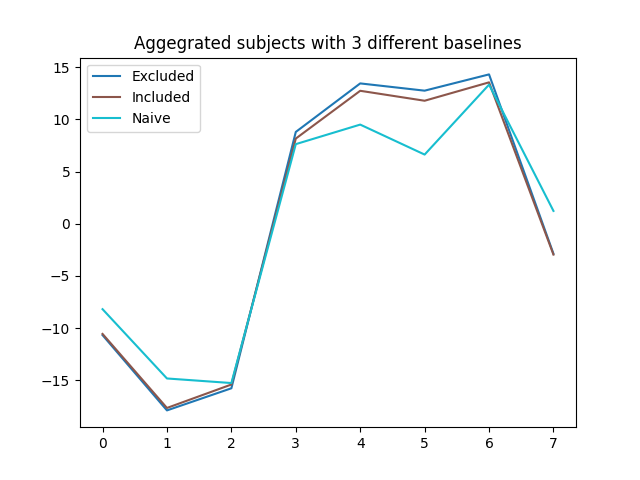 Aggegrated subjects with 3 different baselines
Excluded
Included
Naive
15
10
5
0
−5
−10
−15
0 1 2 3 4 5 6 7